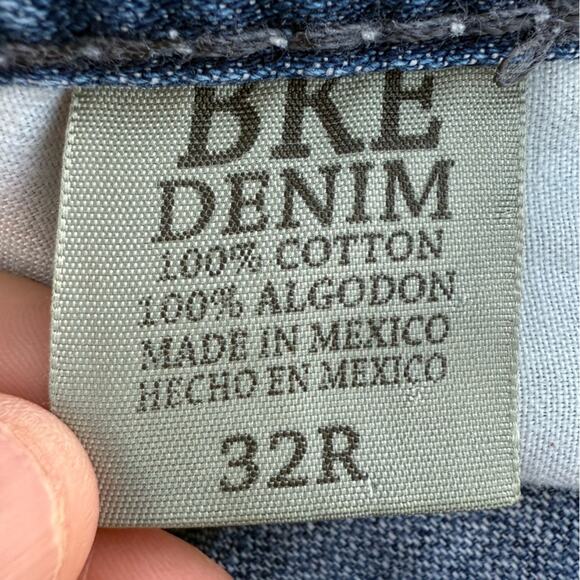 BKE
DENIM
100% COTTON
100% ALGODON
MADE IN MEXICO
HECHO EN MEXICO
32R